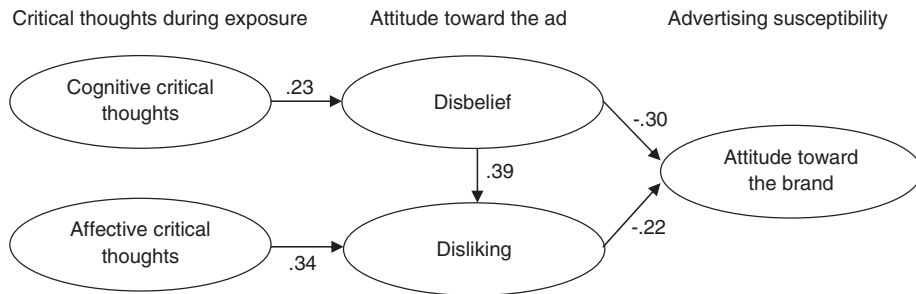 Critical thoughts during exposure
Attitude toward the ad
Advertising susceptibility
Cognitive critical
thoughts
.23
Disbelief
-.30
.39
Attitude toward
the brand
Affective critical
thoughts
.34
Disliking
-.22